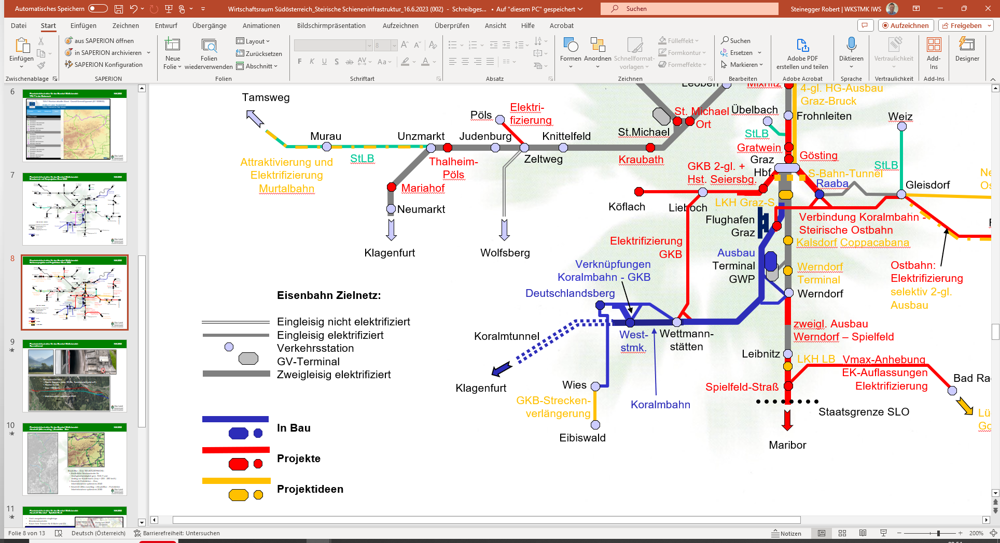 Automatisches Speichern
Wirtschaftsraum Südösterreich_Steirische Schieneninfrastruktur_16.6.2023 (002) - Schreibges... • Auf "diesem PC" gespeichert
Suchen
Steinegger Robert | WKSTMK IWS
Datei Start Einfügen Zeichnen Entwurf Übergänge Animationen Bildschirmpräsentation Aufzeichnen Überprüfen Ansicht Hilfe Acrobat
Aufzeichnen
Freigeben
Einfügen
Zwischenablage
aus SAPERION öffnen
in SAPERION archivieren
SAPERION Konfiguration
SAPERION
Neue
Folie
Folien
wiederverwenden
Layout
Zurücksetzen
Abschnitt
Folien
8
F K U S ab AV Aa A
Schriftart
Absatz
Formen
Anordnen
Schnellformat-
vorlagen
Fülleffekt
Formkontur
Formeffekte
Zeichnen
Suchen
Ersetzen
Markieren
Bearbeiten
Adobe PDF
erstellen und teilen
Adobe Acrobat
Diktieren
Sprache
Vertraulichkeit
Vertraulichkeit
Add-
Ins
Add-Ins
Designer
6
7
8
9
10
11
Tamsweg
Murau
Unzmarkt
Judenburg
Pöls
Elektri-
fizierung
Knittelfeld
Zeltweg
StLB
Attraktivierung und
Elektrifizierung
Murtalbahn
Thalheim-
Pöls
Mariahof
Neumarkt
Klagenfurt
Wolfsberg
Leoben
Mixnitz
4-gl. HG-Ausbau
Graz-Bruck
St. Michael
Ort
St.Michael
Kraubath
Übelbach
Frohnleiten
Weiz
StLB
Gratwein
Gösting
Graz
Hbf.
GKB 2-gl. +
Hst. Seiersbg.
S-Bahn-Tunnel
StLB
Raaba
Gleisdorf
Köflach
Lieboch
LKH Graz-S.
Flughafen
Graz
Verbindung Koralmbahn -
Steirische Ostbahn
Kalsdorf Coppacabana
Elektrifizierung
GKB
Ausbau
Terminal
GWP
Werndorf
Terminal
Werndorf
Ostbahn:
Elektrifizierung
selektiv 2-gl.
Ausbau
Verknüpfungen
Koralmbahn - GKB
Deutschlandsberg
Koralmtunnel
Klagenfurt
West-
stmk.
Wettmann-
stätten
Koralmbahn
zweigl. Ausbau
Werndorf – Spielfeld
Leibnitz
LKH LB
Vmax-Anhebung
EK-Auflassungen
Elektrifizierung
Spielfeld-Straß
Bad Ra
Wies
GKB-Strecken-
verlängerung
Eibiswald
Staatsgrenze SLO
Maribor
Eisenbahn Zielnetz:
Eingleisig nicht elektrifiziert
Eingleisig elektrifiziert
Verkehrsstation
GV-Terminal
Zweigleisig elektrifiziert
In Bau
Projekte
Projektideen
Folie 8 von 13
Deutsch (Österreich)
Barrierefreiheit: Untersuchen
Notizen
200%